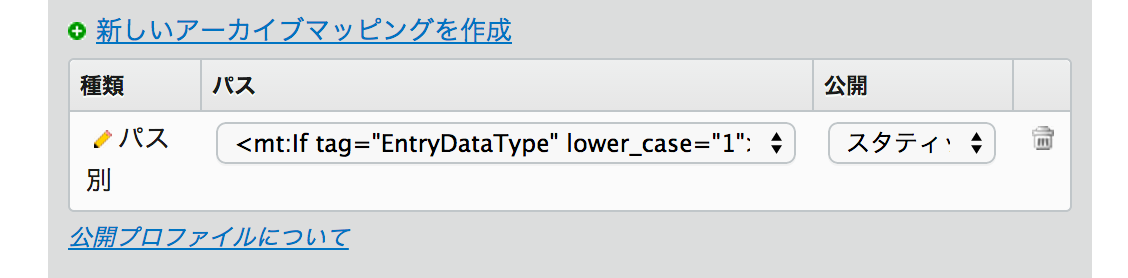 新しいアーカイブマッピングを作成
種類 パス 公開
パス別 <mt:If tag="EntryDataType" lower_case="1"> スタティッ
公開プロファイルについて